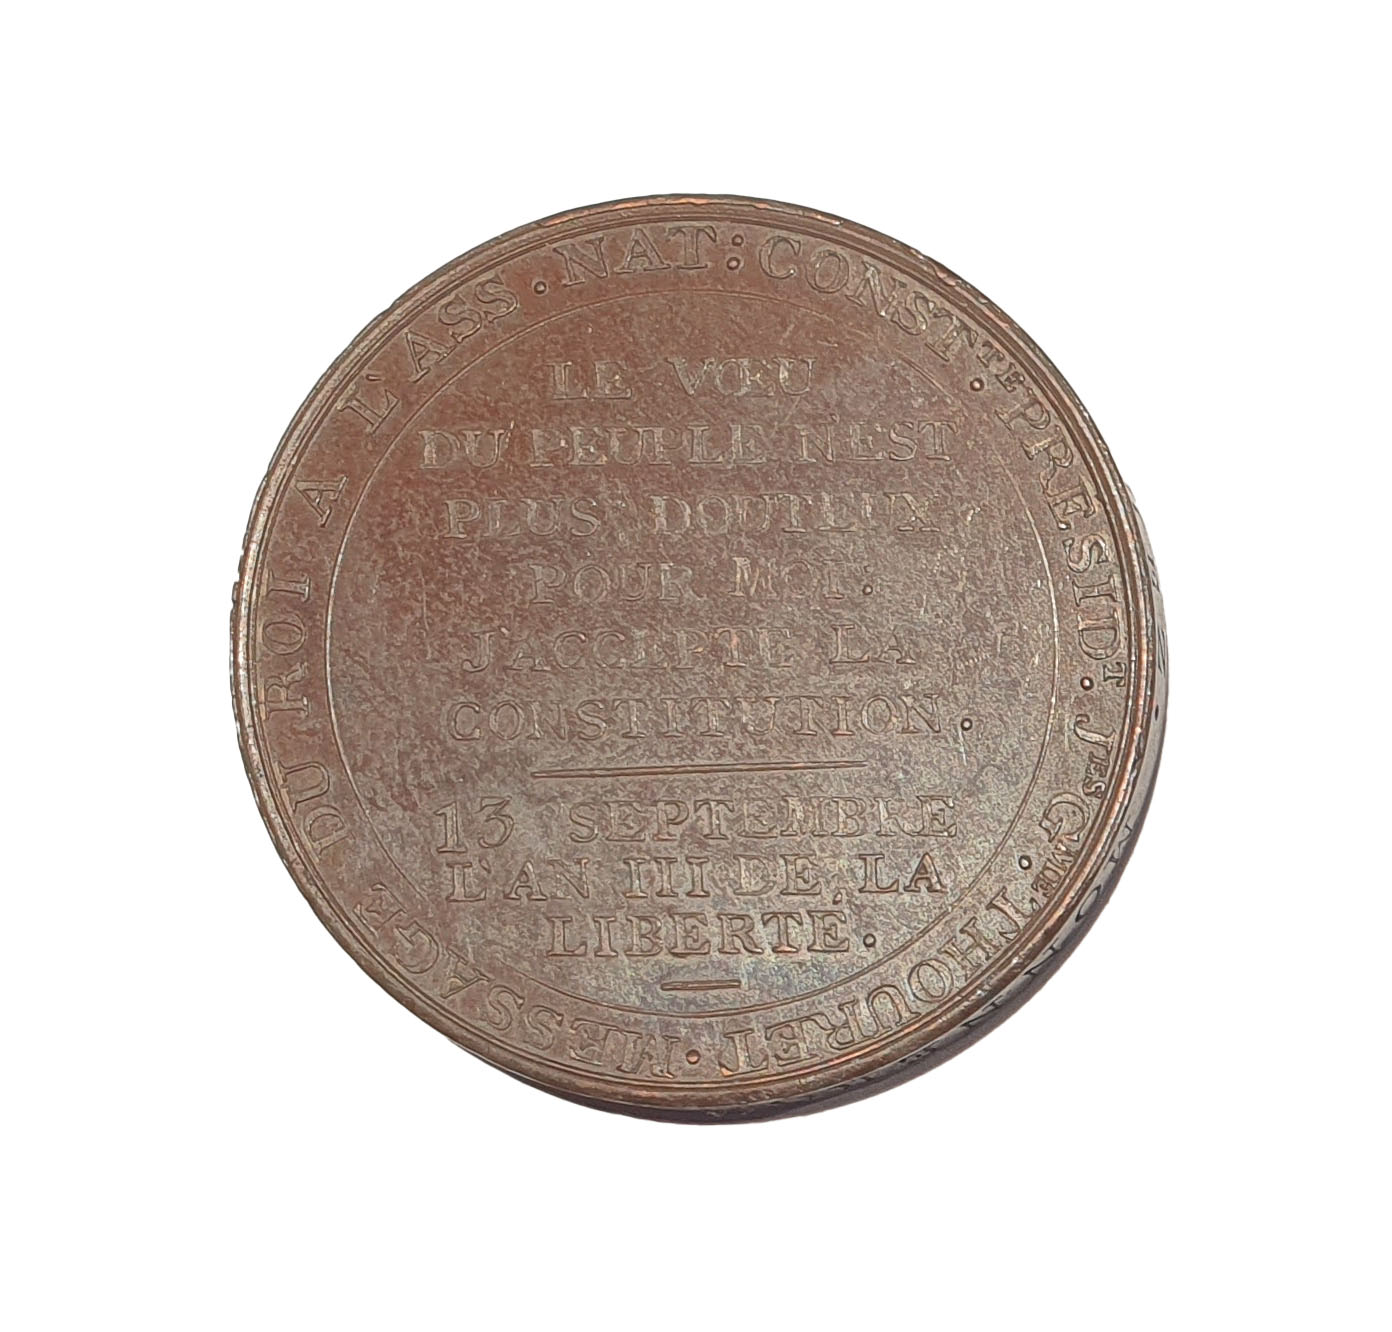 MESSAGE DU ROI A L'ASS . NAT : CONSTTE . PRESIDT . JES GME THOURET .
LE VŒU
DU PEUPLE N'EST
PLUS DOUTEUX
POUR MOI :
J'ACCEPTE LA
CONSTITUTION .
13 SEPTEMBRE
L'AN III DE LA
LIBERTÉ .